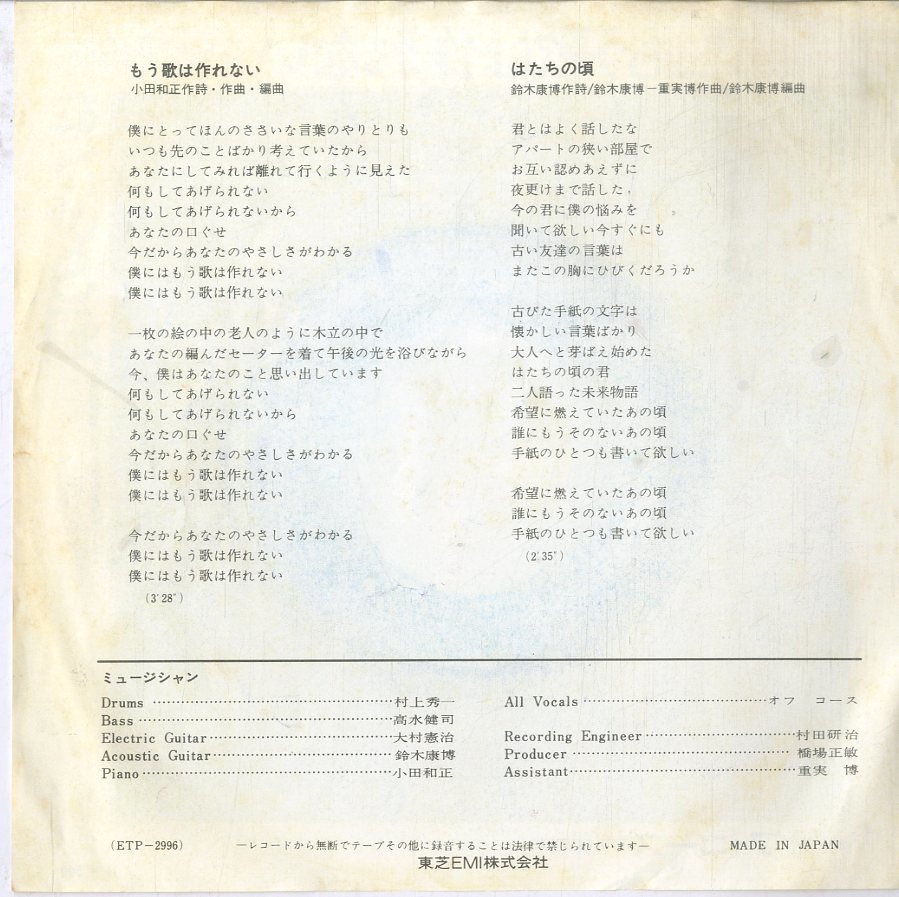 もう歌は作れない
小田和正作詩・作曲・編曲
僕にとってほんのささいな言葉のやりとりも
いつも先のことばかり考えていたから
あなたにしてみれば離れて行くように見えた
何もしてあげられない
何もしてあげられないから
あなたの口ぐせ
今だからあなたのやさしさがわかる
僕にはもう歌は作れない
僕にはもう歌は作れない
一枚の絵の中の老人のように木立の中で
あなたの編んだセーターを着て午後の光を浴びながら
今、僕はあなたのこと思い出しています
何もしてあげられない
何もしてあげられないから
あなたの口ぐせ
今だからあなたのやさしさがわかる
僕にはもう歌は作れない
僕にはもう歌は作れない
今だからあなたのやさしさがわかる
僕にはもう歌は作れない
僕にはもう歌は作れない
(3′28″)
はたちの頃
鈴木康博作詩/鈴木康博ー重実博作曲/鈴木康博編曲
君とはよく話したな
アパートの狭い部屋で
お互い認めあえずに
夜更けまで話した,
今の君に僕の悩みを
聞いて欲しい今すぐにも
古い友達の言葉は
またこの胸にひびくだろうか
古びた手紙の文字は
懐かしい言葉ばかり
大人へと芽ばえ始めた
はたちの頃の君
二人語った未来物語
希望に燃えていたあの頃
誰にもうそのないあの頃
手紙のひとつも書いて欲しい
希望に燃えていたあの頃
誰にもうそのないあの頃
手紙のひとつも書いて欲しい
(2′35″)
ミュージシャン
Drums ………………………………村上秀一
Bass ………………………………高水健司
Electric Guitar………………………大村憲治
Acoustic Guitar………………………鈴木康博
Piano………………………………小田和正
All Vocals ………………………オフ コース
Recording Engineer…………………村田研治
Producer …………………………橋場正敏
Assistant…………………………重実 博
(ETP-2996)
―レコードから無断でテープその他に録音することは法律で禁じられています―
MADE IN JAPAN
東芝EMI株式会社